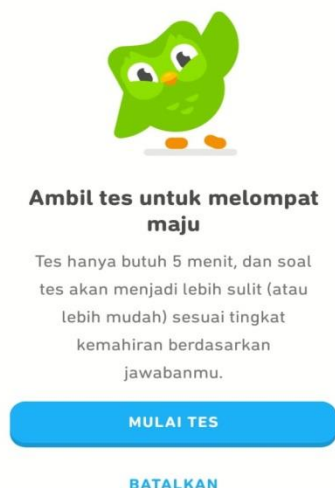 Ambil tes untuk melompat
maju
Tes hanya butuh 5 menit, dan soal
tes akan menjadi lebih sulit (atau
lebih mudah) sesuai tingkat
kemahiran berdasarkan
jawabanmu.
MULAI TES
BATALKAN